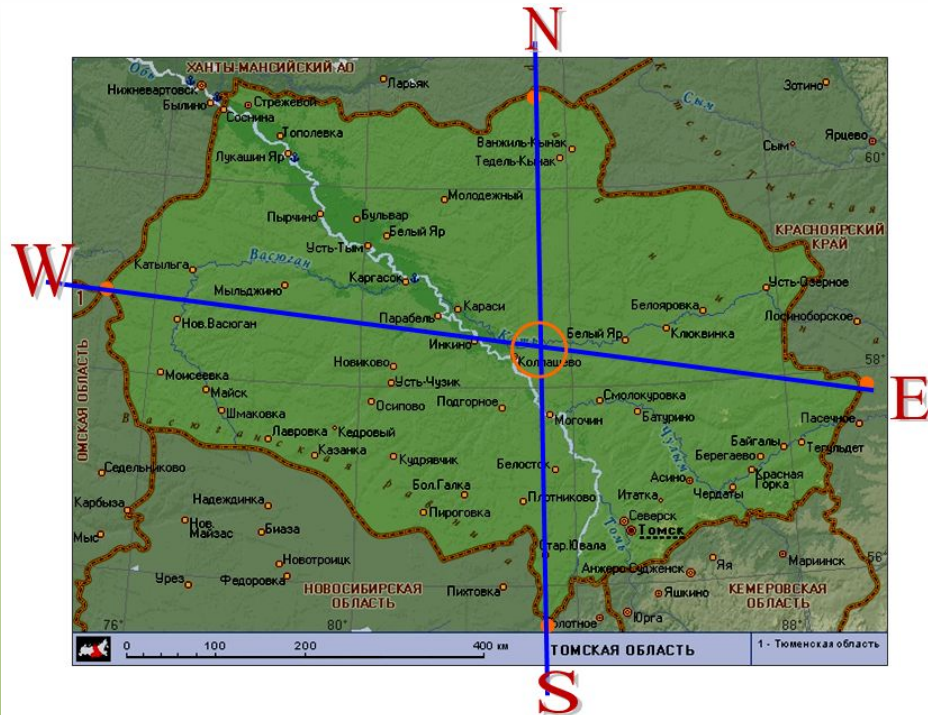 N
ХАНТЫ-МАНСИЙСКИЙ АО
Обь
Ларьяк
Зотино
Нижневартовск
Былино
Стрежевой
Соснина
Сым
Тополевка
Ванжиль-Кынак
Ярцево
Лукашин Яр
Тедель-Кынак
Сым
60°
Молодежный
Пырчино
Бульвар
Белый Яр
КРАСНОЯРСКИЙ
КРАЙ
Усть-Тым
W
Васюган
Катыльга
Каргасок
Усть-Озерное
Мыльджино
1
Караси
Белояровка
Парабель
Лосиноборское
Нов.Васюган
Кеть
Белый Яр
Клюквинка
Инкино
58°
Новиково
Колпашево
Моисеевка
Усть-Чузик
E
Майск
Осипово
Подгорное
Смолокуровка
Шмаковка
Могочин
Батурино
Пасечное
ОМСКАЯ ОБЛАСТЬ
Лавровка
Кедровый
Чулым
Байгалы
Тегульдет
Казанка
Кудрявчик
Белосток
Берегаево
Седельниково
Асино
Красная
Горка
Бол.Галка
Чердаты
Карбыза
Надеждинка
Плотниково
Итатка
Пироговка
Северск
Нов.
Майзас
Биаза
Томск
Мыс
Томь
Стар.Ювала
Новотроицк
Анжеро-Судженск
Яя
Мариинск
56°
Урез
Федоровка
НОВОСИБИРСКАЯ
ОБЛАСТЬ
Пихтовка
Яшкино
КЕМЕРОВСКАЯ
ОБЛАСТЬ
Юрга
76°
80°
88°
0 100 200 400 км
ТОМСКАЯ ОБЛАСТЬ
1 - Тюменская область
S